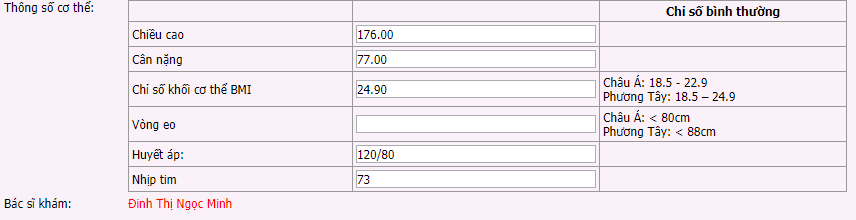 Thông số cơ thể:
Chỉ số bình thường
Chiều cao 176.00
Cân nặng 77.00
Chỉ số khối cơ thể BMI 24.90 Châu Á: 18.5 - 22.9
Phương Tây: 18.5 – 24.9
Vòng eo Châu Á: < 80cm
Phương Tây: < 88cm
Huyết áp: 120/80
Nhịp tim 73
Bác sĩ khám: Đinh Thị Ngọc Minh